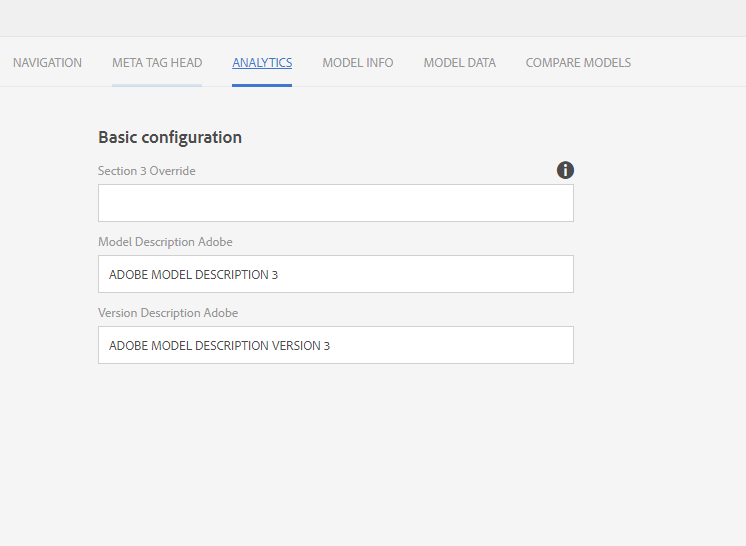 NAVIGATION META TAG HEAD ANALYTICS MODEL INFO MODEL DATA COMPARE MODELS
Basic configuration
Section 3 Override
Model Description Adobe
ADOBE MODEL DESCRIPTION 3
Version Description Adobe
ADOBE MODEL DESCRIPTION VERSION 3